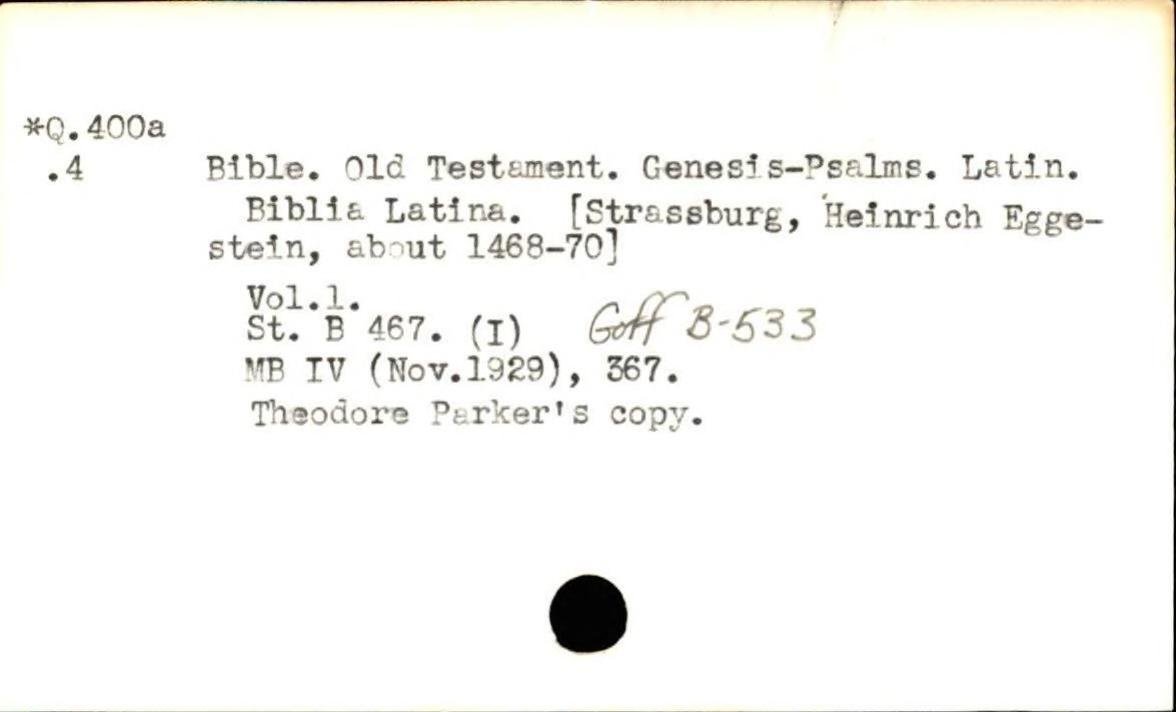 *Q.400a
.4 Bible. Old Testament. Genesis-Psalms. Latin.
Biblia Latina. [Strassburg, Heinrich Egge-
stein, about 1468-70]
Vol.1.
St. B 467. (I) Goff B-533
MB IV (Nov.1929), 367.
Theodore Parker's copy.